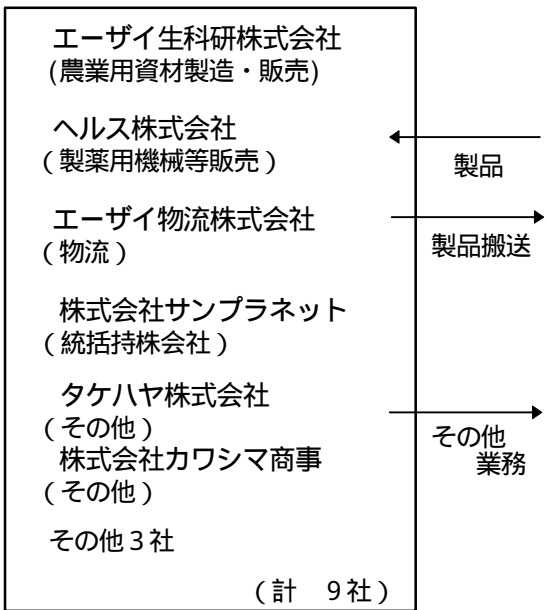 エーザイ生科研株式会社
(農業用資材製造・販売)
ヘルス株式会社
(製薬用機械等販売)
製品
エーザイ物流株式会社
(物流)
製品搬送
株式会社サンプラネット
(統括持株会社)
タケハヤ株式会社
(その他)
株式会社カワシマ商事
(その他)
その他
業務
その他3社
(計 9社)